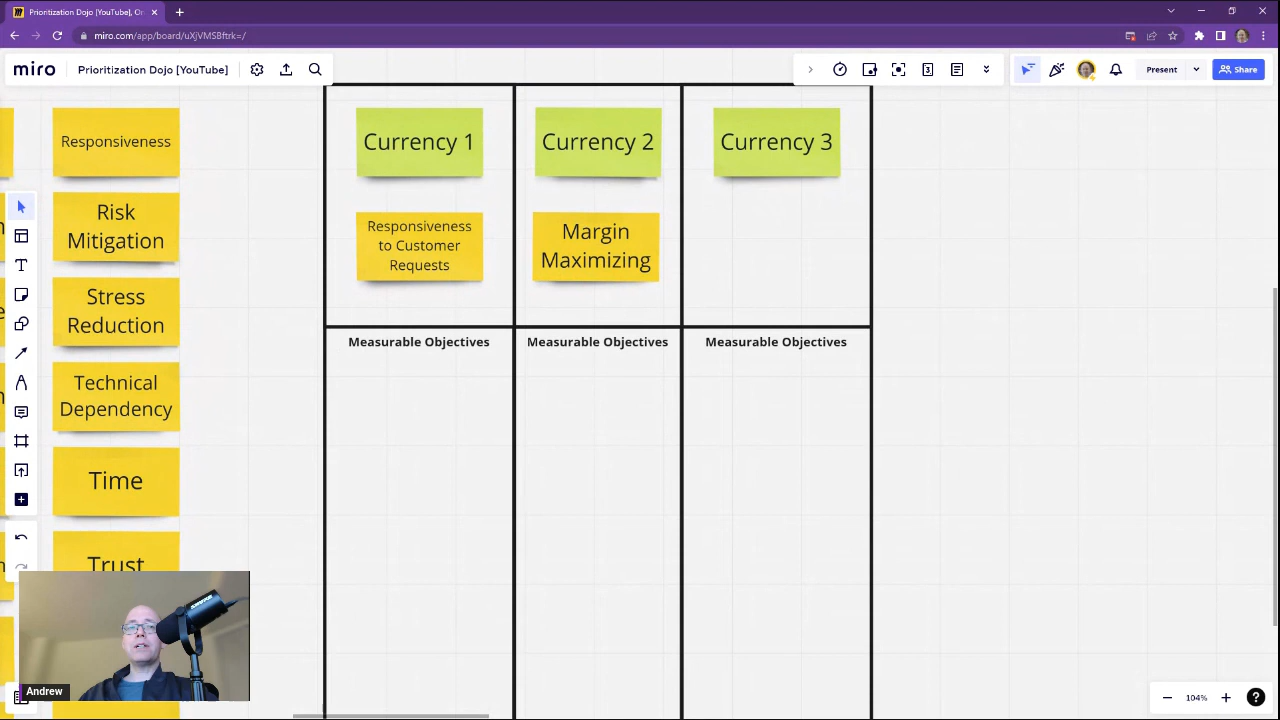 Prioritization Dojo [YouTube], On
miro.com/app/board/uXjVMSBftrk=/
miro
Prioritization Dojo [YouTube]
3
Present
Share
Responsiveness
Risk
Mitigation
Stress
Reduction
Technical
Dependency
Time
Trust
Currency 1
Currency 2
Currency 3
Responsiveness
to Customer
Requests
Margin
Maximizing
Measurable Objectives
Measurable Objectives
Measurable Objectives
Andrew
104%